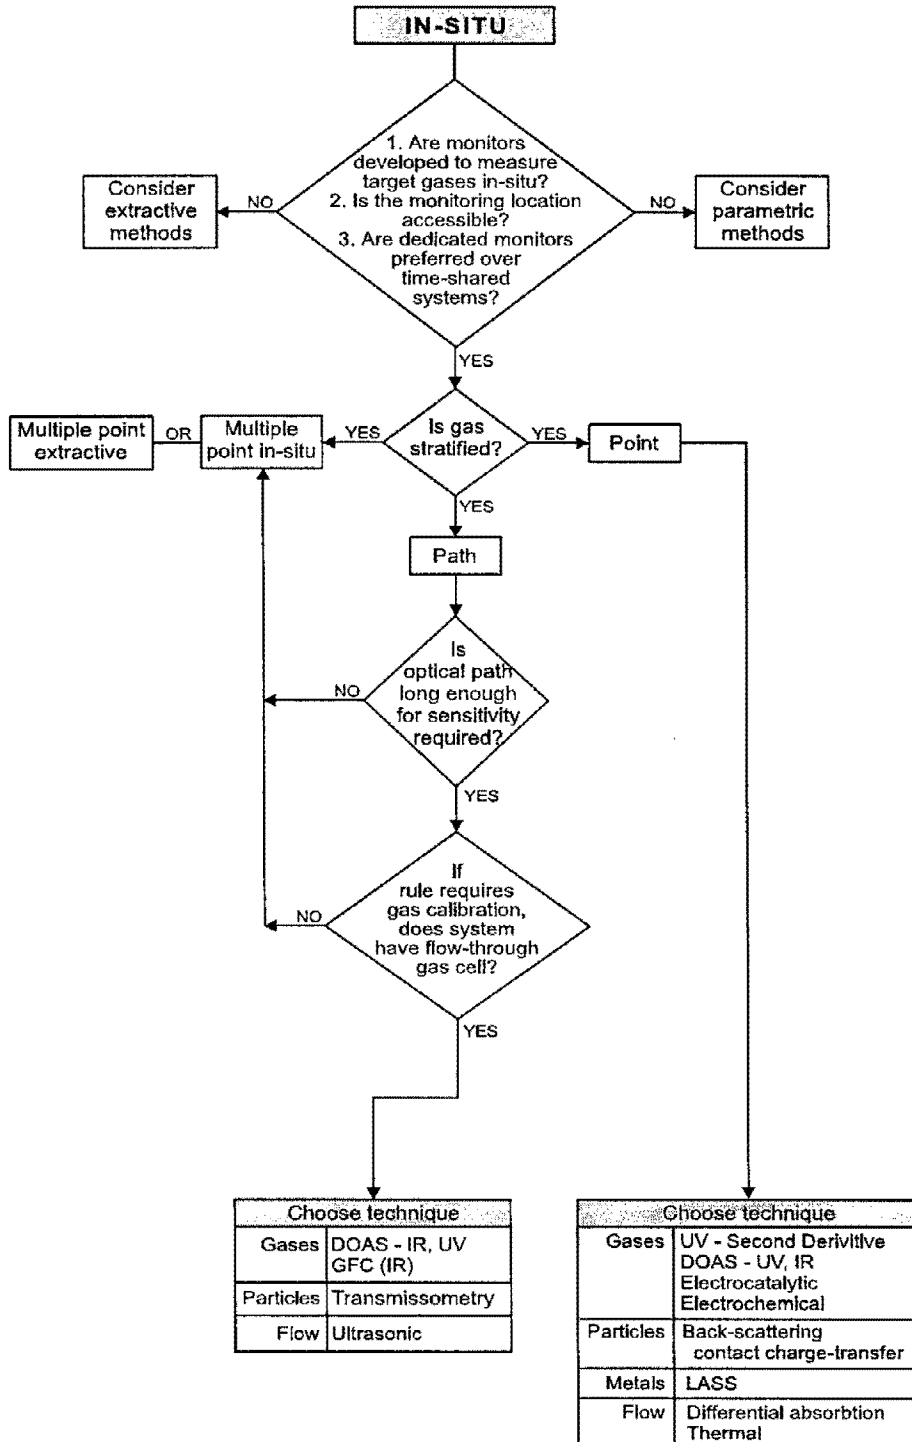 IN-SITU
1. Are monitors
developed to measure
target gases in-situ?
2. Is the monitoring location
accessible?
3. Are dedicated monitors
preferred over
time-shared
systems?
NO
Consider
extractive
methods
NO
Consider
parametric
methods
YES
Is gas
stratified?
YES
Multiple
point in-situ
OR
Multiple point
extractive
YES
Point
YES
Path
Is
optical path
long enough
for sensitivity
required?
NO
YES
If
rule requires
gas calibration,
does system
have flow-through
gas cell?
NO
YES
Choose technique
Gases DOAS - IR, UV
GFC (IR)
Particles Transmissometry
Flow Ultrasonic
Choose technique
Gases UV - Second Derivitive
DOAS - UV, IR
Electrocatalytic
Electrochemical
Particles Back-scattering
contact charge-transfer
Metals LASS
Flow Differential absorbtion
Thermal